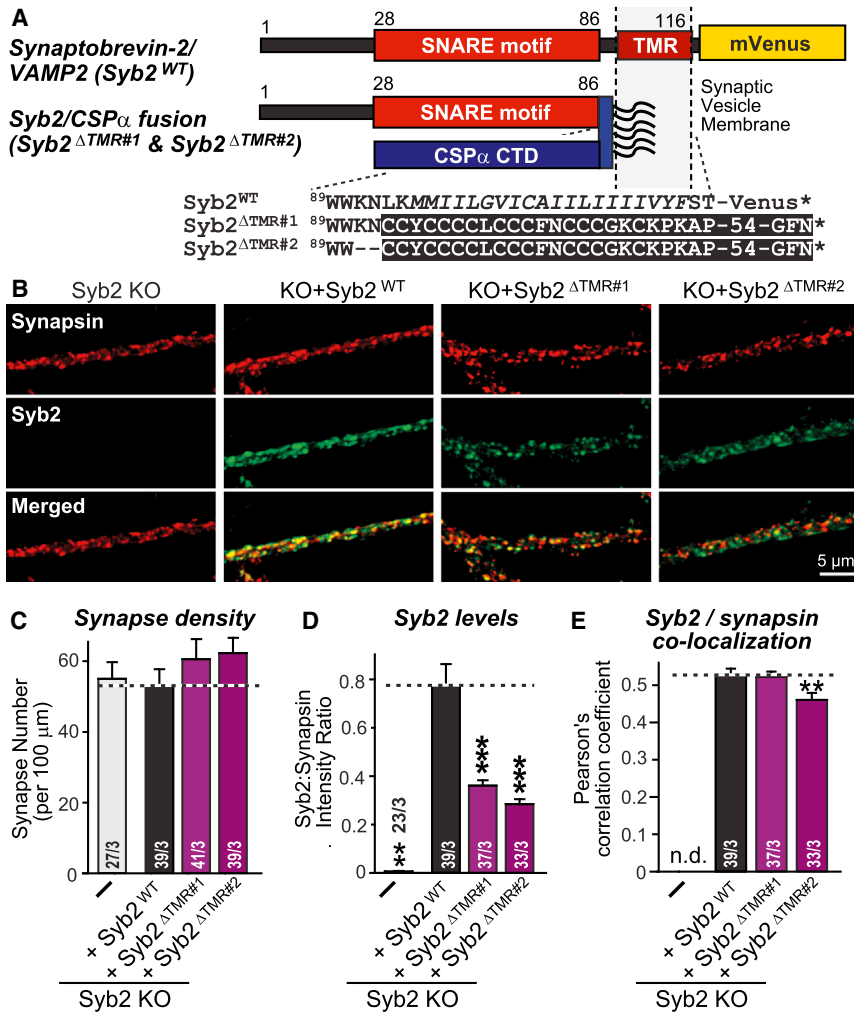 A
Synaptobrevin-2/
VAMP2 (Syb2 WT)
1
28
86
116
SNARE motif
TMR
mVenus
Syb2/CSPα fusion
(Syb2 ΔTMR#1 & Syb2 ΔTMR#2)
1
28
86
SNARE motif
CSPα CTD
Synaptic
Vesicle
Membrane
Syb2WT 89WWKNLKMMIILGVICAIILIIIIVYFST-Venus*
Syb2ΔTMR#1 89WWKNCCYCCCCLCCCFNCCCGKCKPKAP-54-GFN*
Syb2ΔTMR#2 89WW--CCYCCCCLCCCFNCCCGKCKPKAP-54-GFN*
B
Syb2 KO
KO+Syb2 WT
KO+Syb2 ΔTMR#1
KO+Syb2 ΔTMR#2
Synapsin
Syb2
Merged
5 µm
C
Synapse density
Synapse Number
(per 100 µm)
60
40
20
0
27/3
39/3
41/3
39/3
–
+ Syb2 WT
+ Syb2 ΔTMR#1
+ Syb2 ΔTMR#2
Syb2 KO
D
Syb2 levels
Syb2:Synapsin
Intensity Ratio
0.8
0.6
0.4
0.2
0
** 23/3
39/3
*** 37/3
*** 33/3
–
+ Syb2 WT
+ Syb2 ΔTMR#1
+ Syb2 ΔTMR#2
Syb2 KO
E
Syb2 / synapsin
co-localization
Pearson's
correlation coefficient
0.5
0.4
0.3
0.2
0.1
0
n.d.
39/3
37/3
** 33/3
–
+ Syb2 WT
+ Syb2 ΔTMR#1
+ Syb2 ΔTMR#2
Syb2 KO